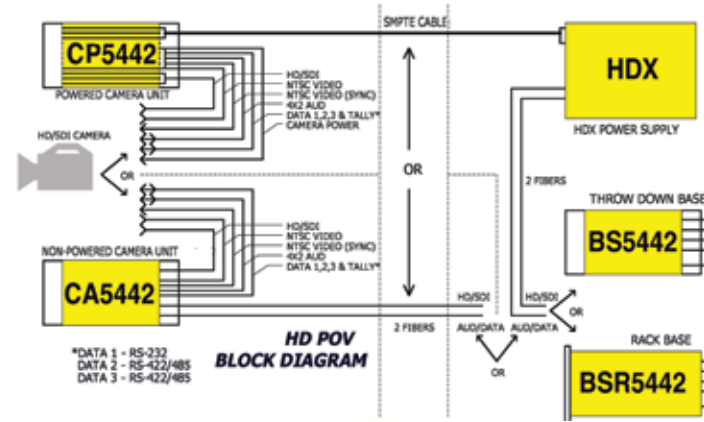 SMPTE CABLE
CP5442
POWERED CAMERA UNIT
HD/SDI
NTSC VIDEO
NTSC VIDEO (SYNC)
4X2 AUD
DATA 1,2,3 & TALLY*
CAMERA POWER
HDX
HDX POWER SUPPLY
HD/SDI CAMERA
OR
OR
2 FIBERS
THROW DOWN BASE
BS5442
HD/SDI
NTSC VIDEO
NTSC VIDEO (SYNC)
4X2 AUD
DATA 1,2,3 & TALLY*
NON-POWERED CAMERA UNIT
CA5442
HD/SDI
HD/SDI
OR
2 FIBERS
AUD/DATA
AUD/DATA
OR
RACK BASE
BSR5442
HD POV
BLOCK DIAGRAM
*DATA 1 - RS-232
DATA 2 - RS-422/485
DATA 3 - RS-422/485